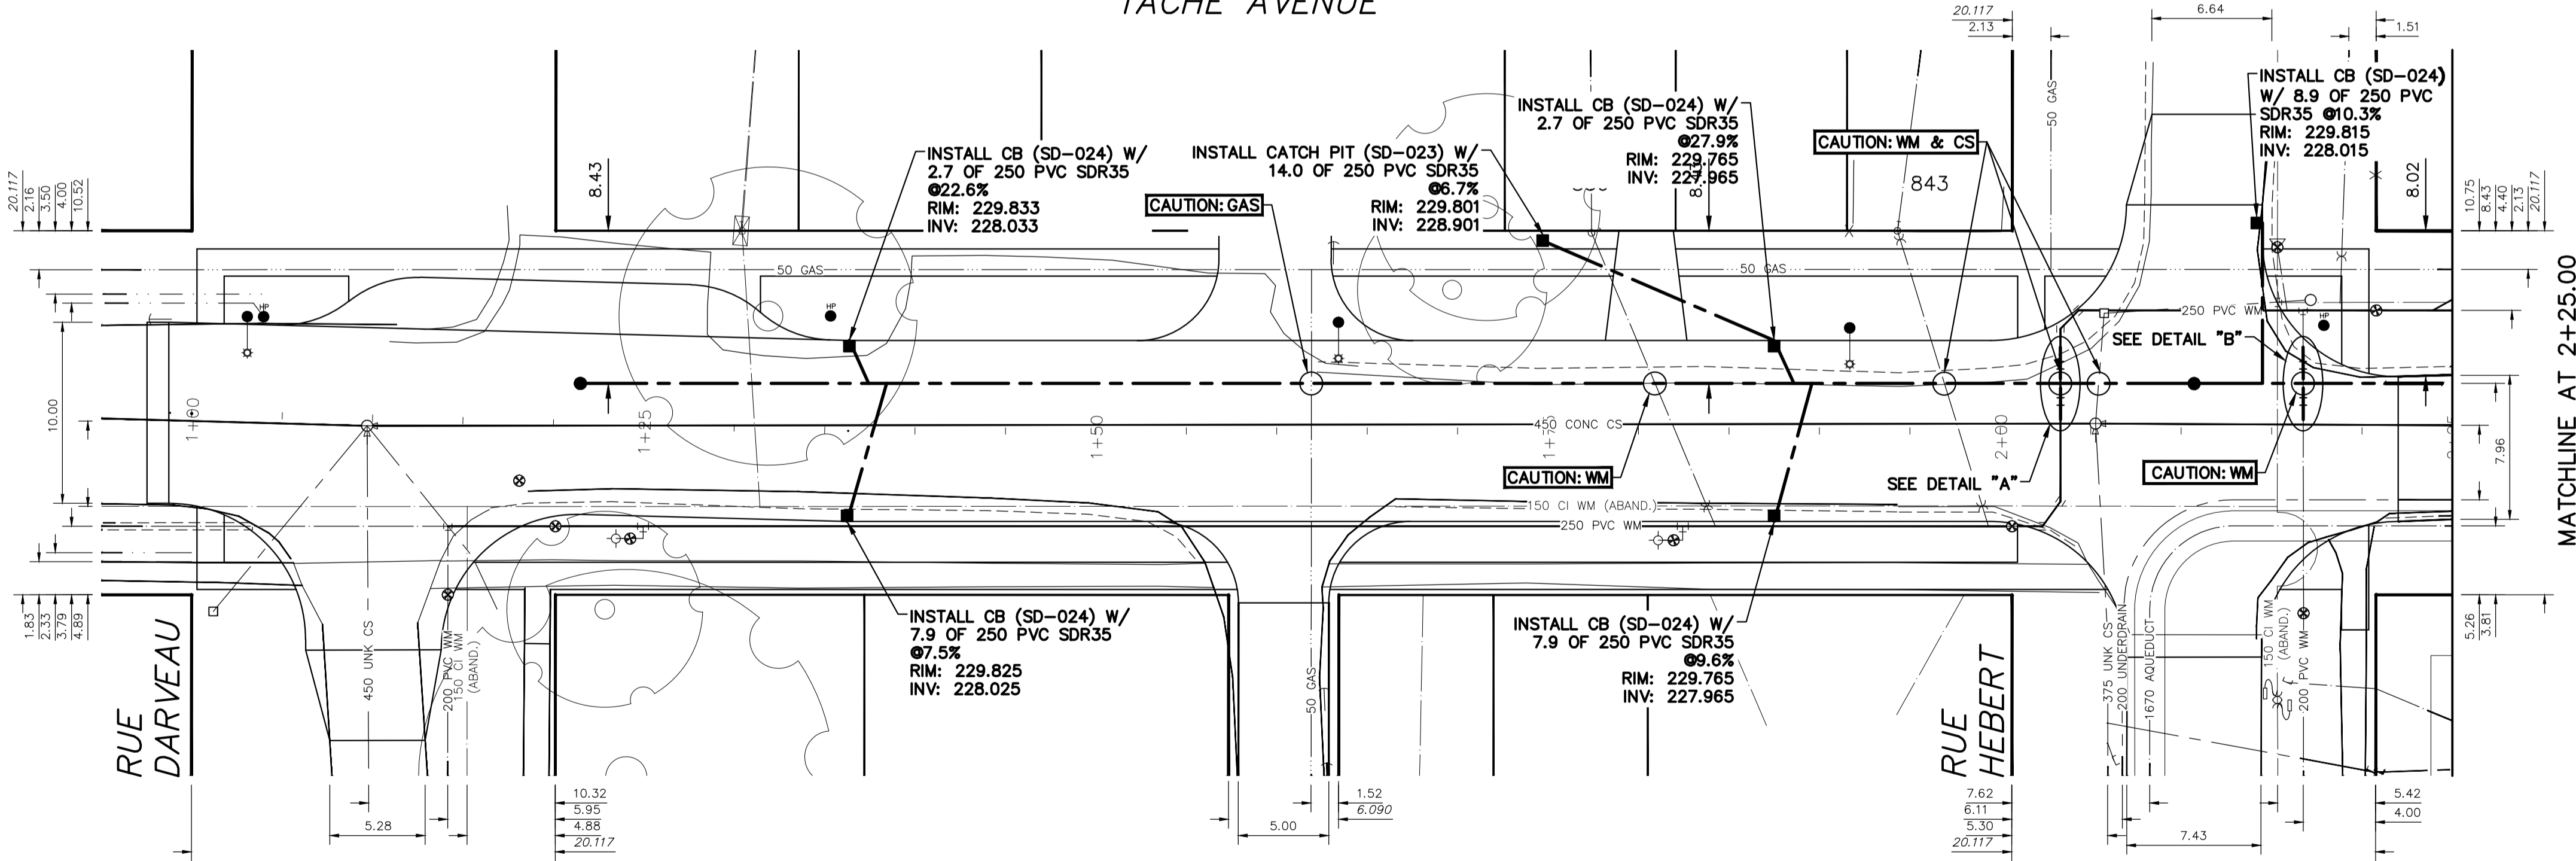 TACHE AVENUE
20.117
2.13
6.64
1.51
INSTALL CB (SD-024)
W/ 8.9 OF 250 PVC
SDR35 @10.3%
RIM: 229.815
INV: 228.015
50 GAS
INSTALL CB (SD-024) W/
2.7 OF 250 PVC SDR35
@27.9%
RIM: 229.765
INV: 227.965
CAUTION: WM & CS
843
8.02
INSTALL CATCH PIT (SD-023) W/
14.0 OF 250 PVC SDR35
@6.7%
RIM: 229.801
INV: 228.901
CAUTION: GAS
INSTALL CB (SD-024) W/
2.7 OF 250 PVC SDR35
@22.6%
RIM: 229.833
INV: 228.033
8.43
20.117
2.16
3.50
4.00
10.52
10.75
8.43
4.40
2.13
20.117
50 GAS
50 GAS
HP
HP
HP
250 PVC WM
SEE DETAIL "B"
MATCHLINE AT 2+25.00
10.00
1+00
1+25
1+50
2+00
450 CONC CS
7.96
CAUTION: WM
SEE DETAIL "A"
CAUTION: WM
150 CI WM (ABAND.)
250 PVC WM
1.83
2.33
3.79
4.89
5.26
3.81
RUE
DARVEAU
450 UNK CS
200 PVC WM
150 CI WM
(ABAND.)
INSTALL CB (SD-024) W/
7.9 OF 250 PVC SDR35
@7.5%
RIM: 229.825
INV: 228.025
50 GAS
INSTALL CB (SD-024) W/
7.9 OF 250 PVC SDR35
@9.6%
RIM: 229.765
INV: 227.965
RUE
HEBERT
375 UNK CS
200 UNDERDRAIN
1670 AQUEDUCT
150 CI WM
(ABAND.)
200 PVC WM
5.28
10.32
5.95
4.88
20.117
5.00
1.52
6.090
7.62
6.11
5.30
20.117
7.43
5.42
4.00